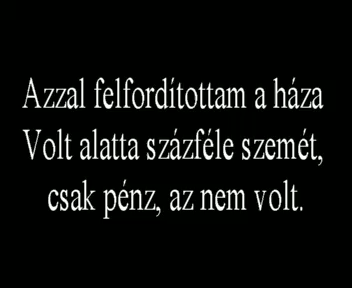 Azzal felfordítottam a háza
Volt alatta százféle szemét,
csak pénz, az nem volt.